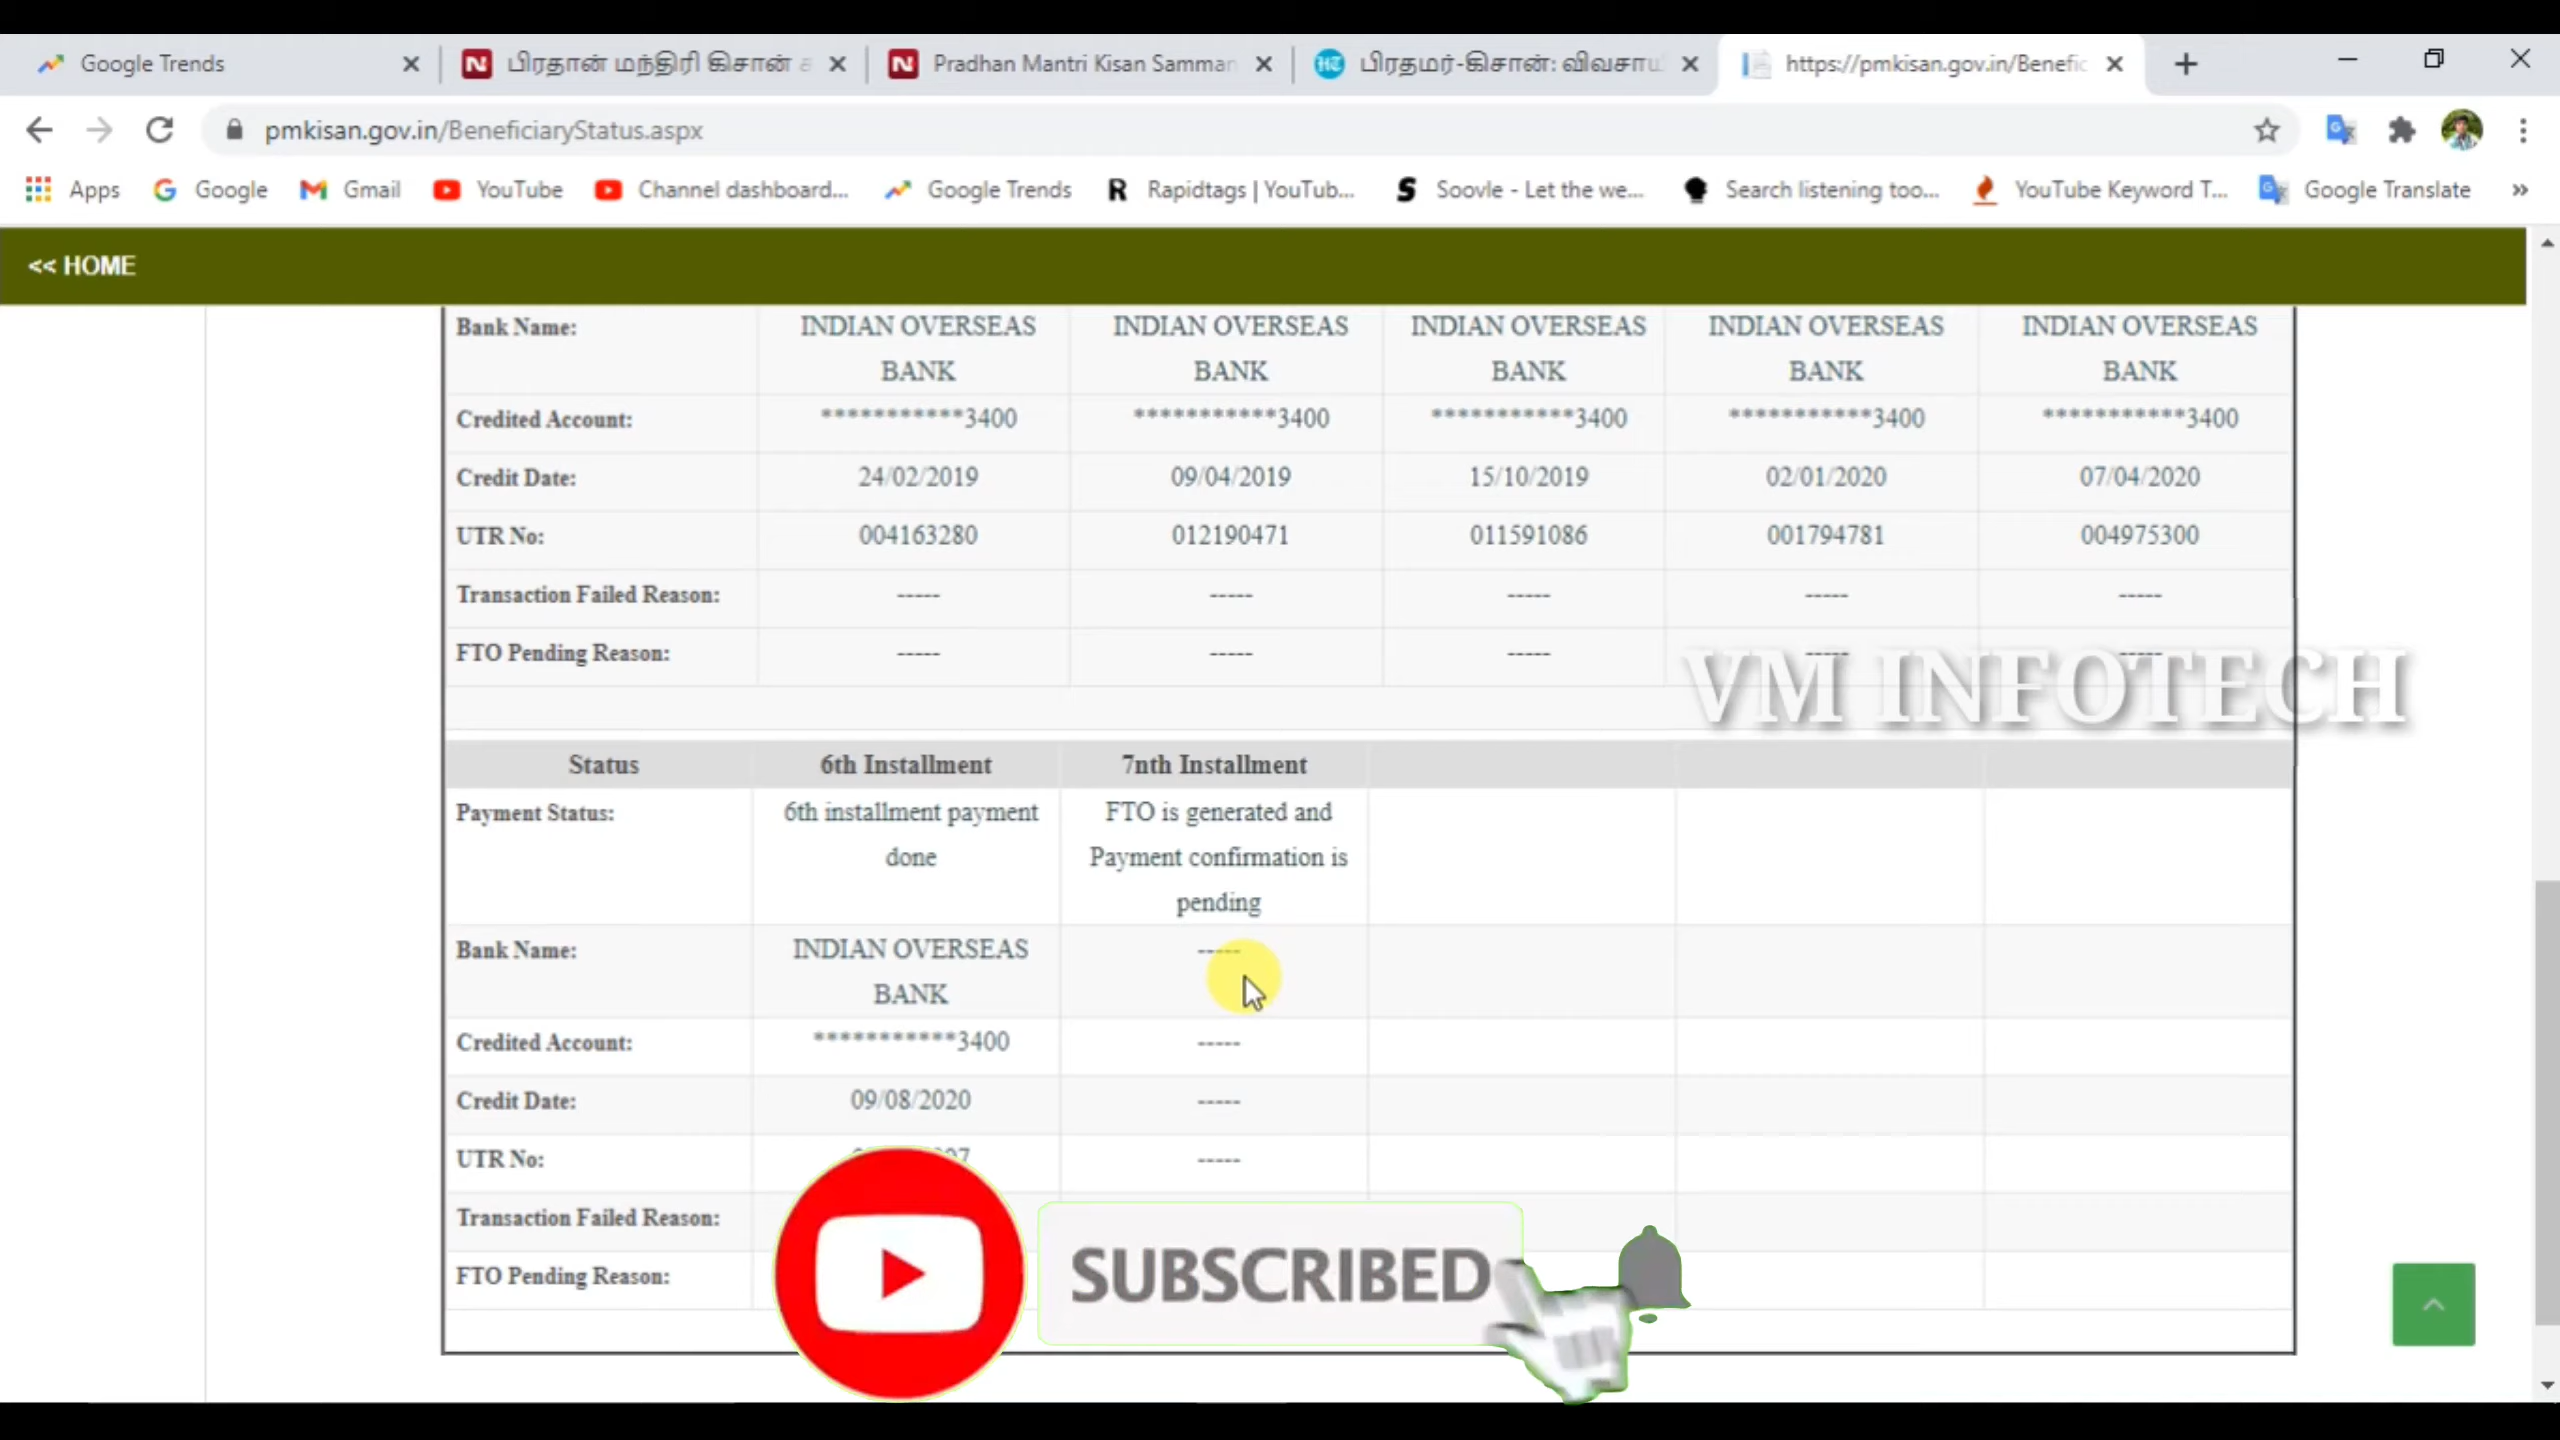 Google Trends
பிரதான் மந்திரி கிசான்
Pradhan Mantri Kisan Samman
பிரதமர்-கிசான்: விவசாய
https://pmkisan.gov.in/Benefic
pmkisan.gov.in/BeneficiaryStatus.aspx
Apps Google Gmail YouTube Channel dashboard... Google Trends Rapidtags | YouTub... Soovle - Let the we... Search listening too... YouTube Keyword T... Google Translate »
<< HOME
Bank Name: INDIAN OVERSEAS BANK INDIAN OVERSEAS BANK INDIAN OVERSEAS BANK INDIAN OVERSEAS BANK INDIAN OVERSEAS BANK
Credited Account: ***********3400 ***********3400 ***********3400 ***********3400 ***********3400
Credit Date: 24/02/2019 09/04/2019 15/10/2019 02/01/2020 07/04/2020
UTR No: 004163280 012190471 011591086 001794781 004975300
Transaction Failed Reason: ----- ----- ----- ----- -----
FTO Pending Reason: ----- ----- ----- ----- -----
VM INFOTECH
Status 6th Installment 7nth Installment
Payment Status: 6th installment payment done FTO is generated and Payment confirmation is pending
Bank Name: INDIAN OVERSEAS BANK -----
Credited Account: ***********3400 -----
Credit Date: 09/08/2020 -----
UTR No: -----
Transaction Failed Reason:
FTO Pending Reason:
SUBSCRIBED